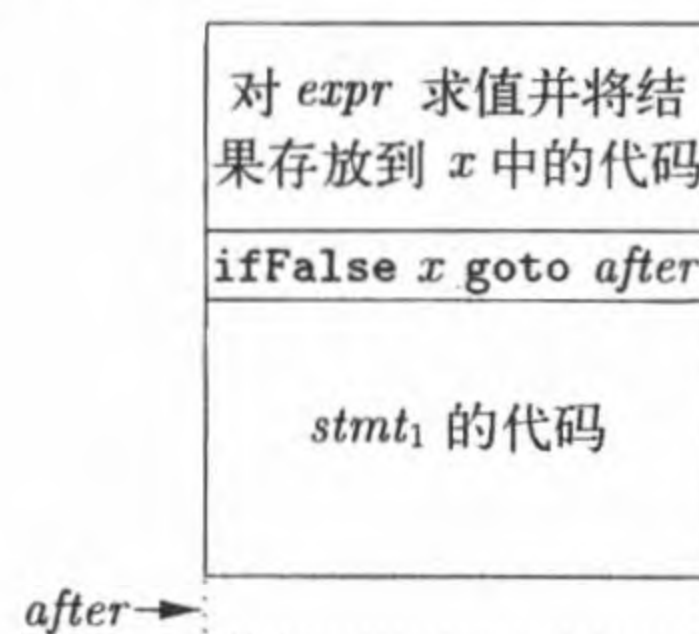 对 expr 求值并将结
果存放到 x 中的代码
ifFalse x goto after
stmt₁ 的代码
after